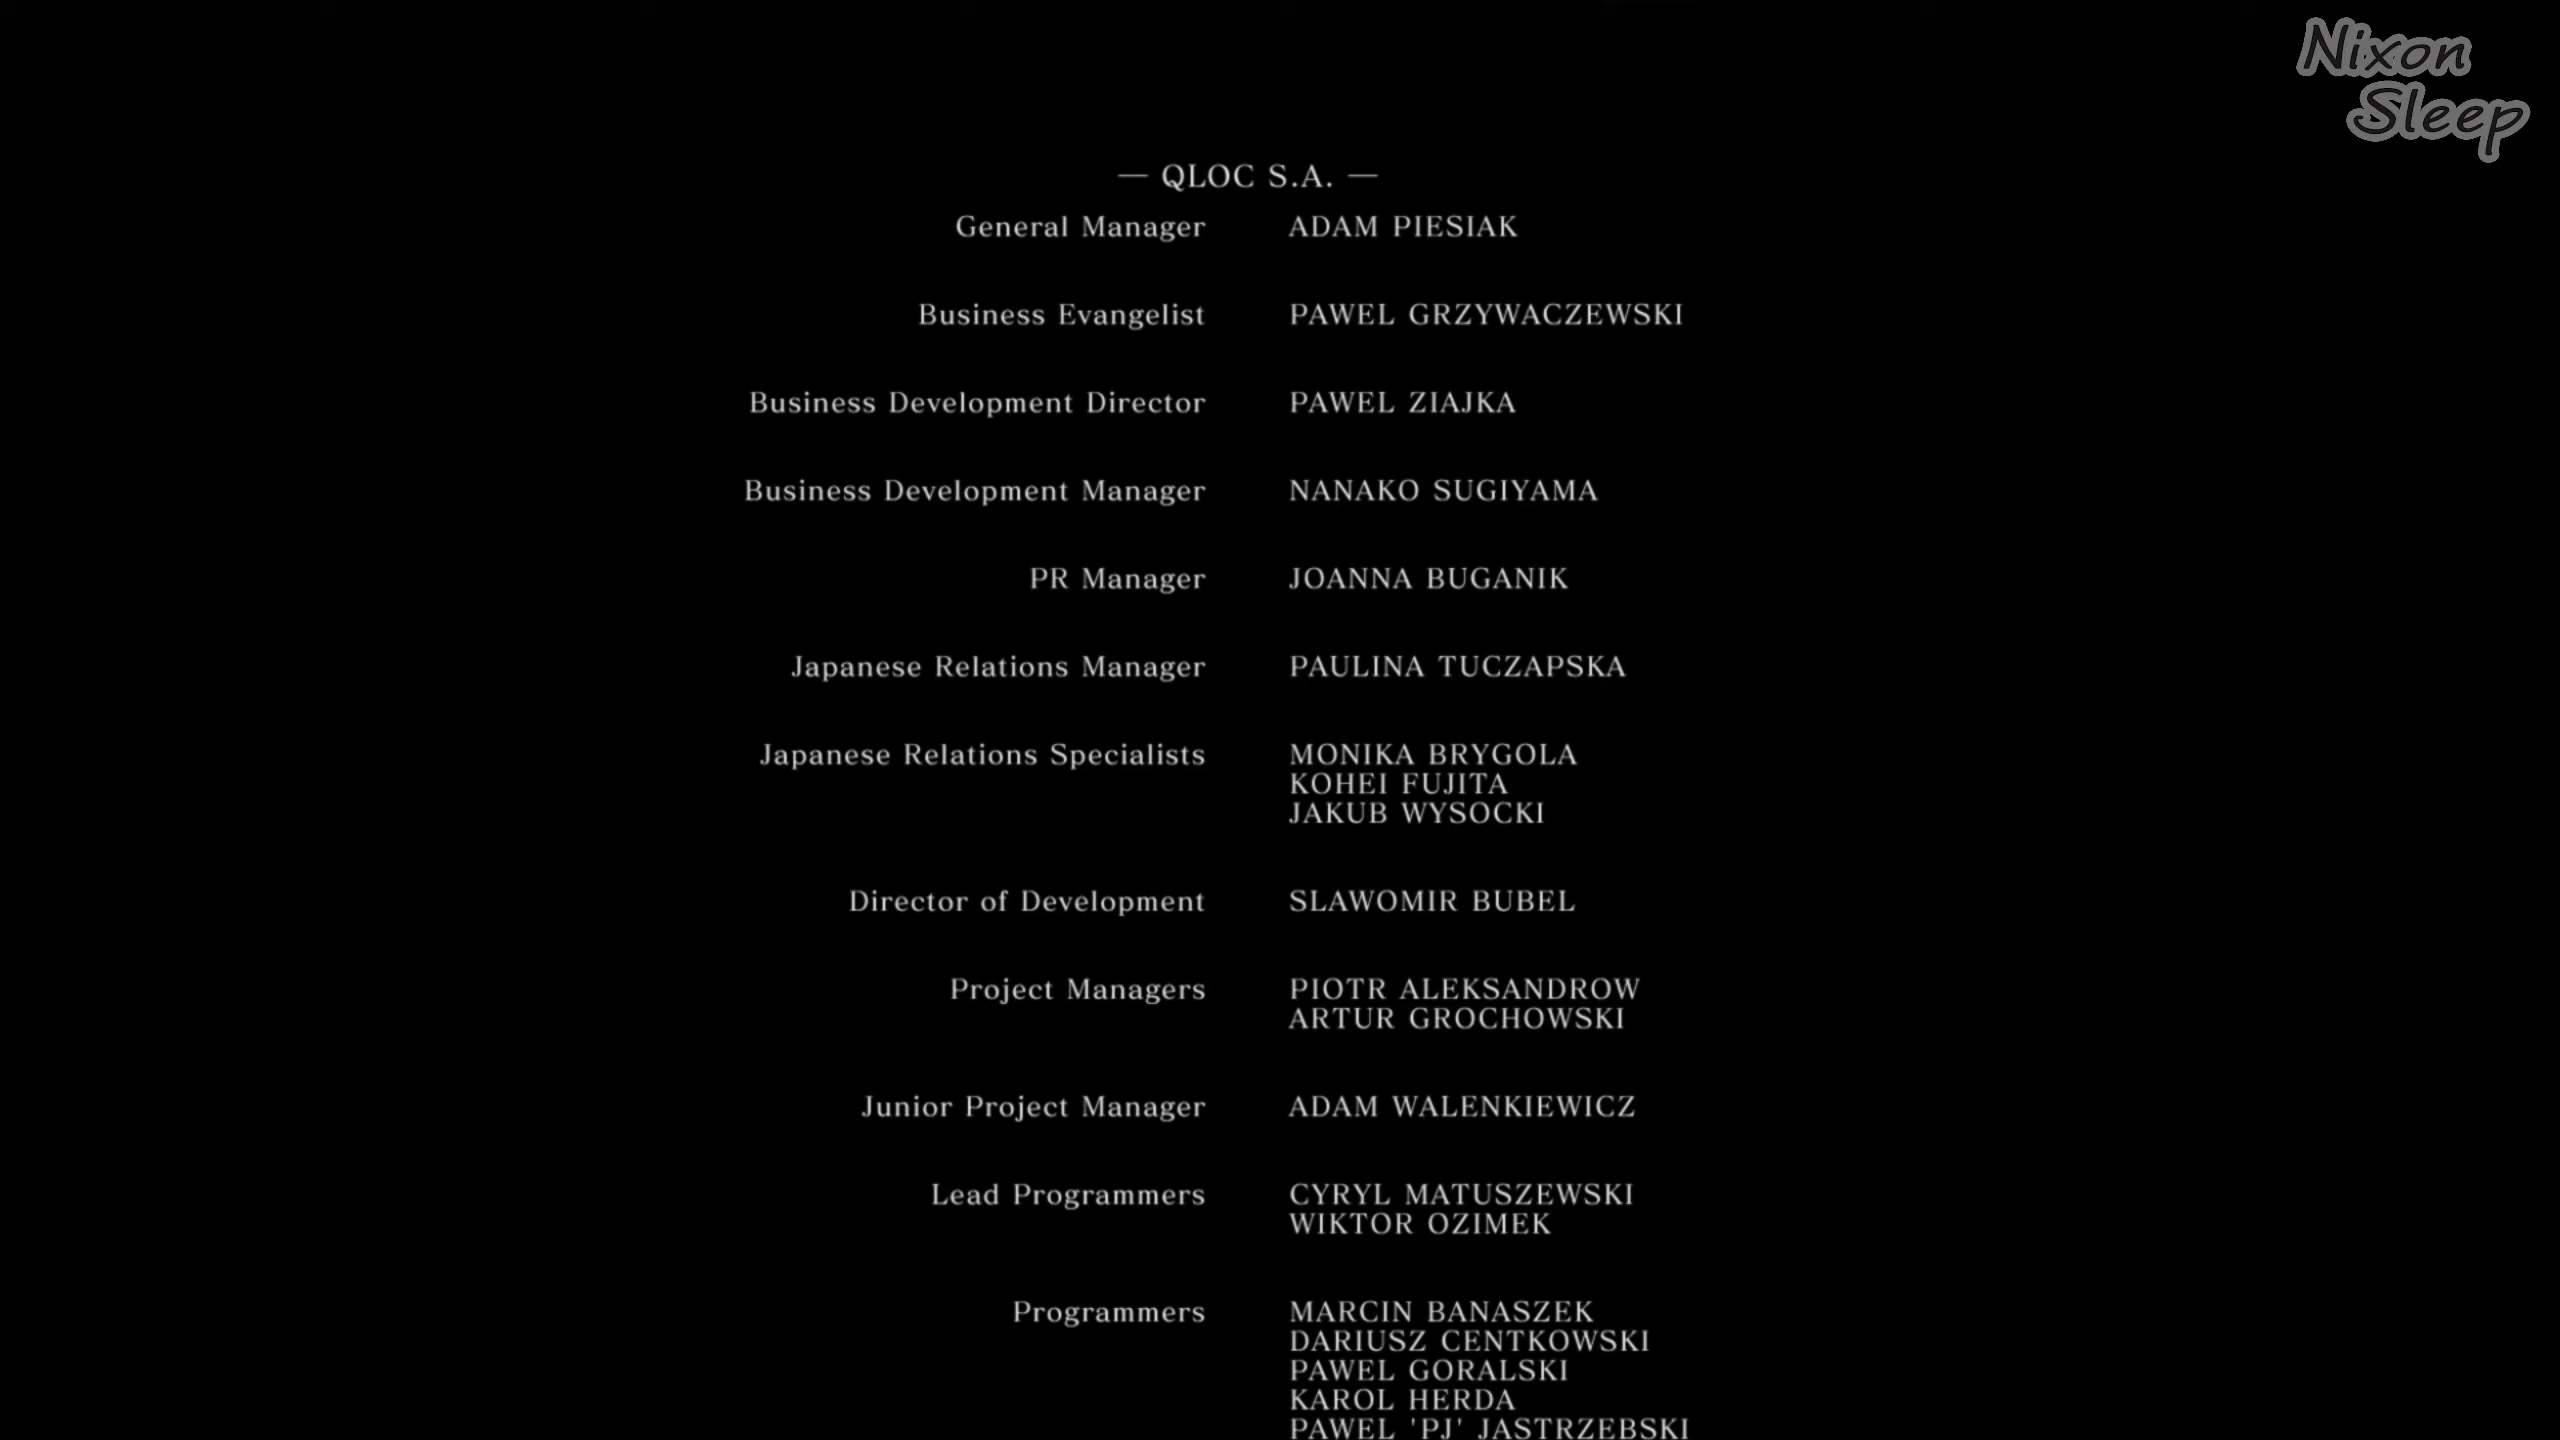 Nixon
Sleep
— QLOC S.A. —
General Manager ADAM PIESIAK
Business Evangelist PAWEL GRZYWACZEWSKI
Business Development Director PAWEL ZIAJKA
Business Development Manager NANAKO SUGIYAMA
PR Manager JOANNA BUGANIK
Japanese Relations Manager PAULINA TUCZAPSKA
Japanese Relations Specialists MONIKA BRYGOLA
KOHEI FUJITA
JAKUB WYSOCKI
Director of Development SLAWOMIR BUBEL
Project Managers PIOTR ALEKSANDROW
ARTUR GROCHOWSKI
Junior Project Manager ADAM WALENKIEWICZ
Lead Programmers CYRYL MATUSZEWSKI
WIKTOR OZIMEK
Programmers MARCIN BANASZEK
DARIUSZ CENTKOWSKI
PAWEL GORALSKI
KAROL HERDA
PAWEL 'PJ' JASTRZEBSKI